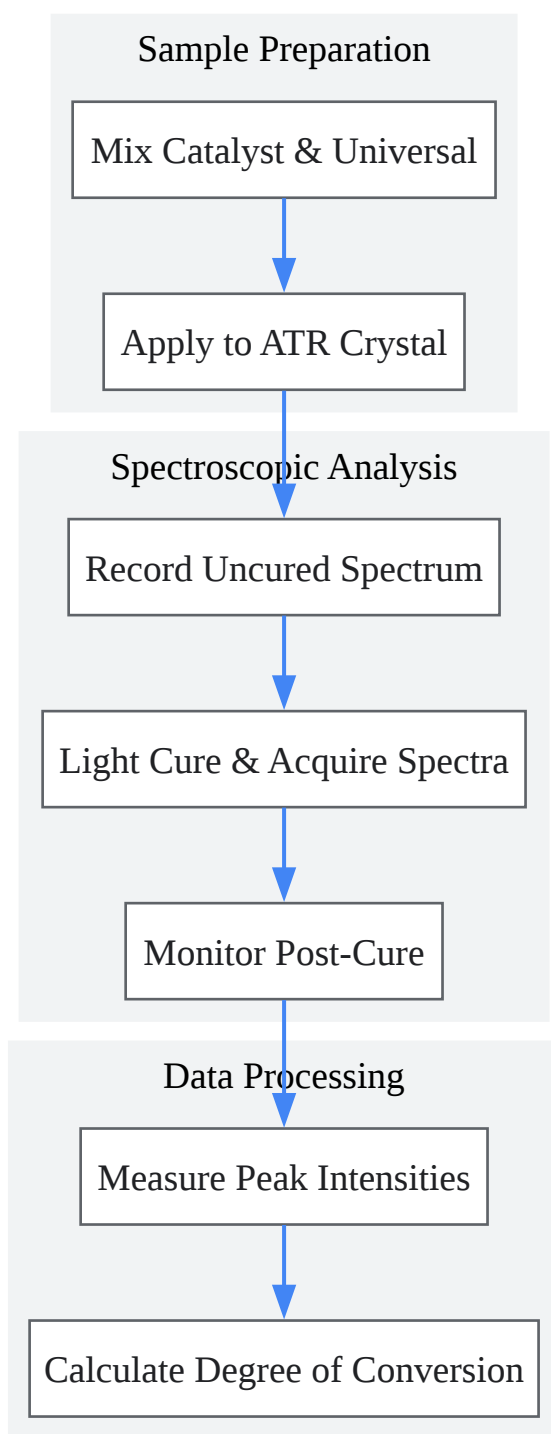 Sample Preparation
Mix Catalyst & Universal
Apply to ATR Crystal
Spectroscopic Analysis
Record Uncured Spectrum
Light Cure & Acquire Spectra
Monitor Post-Cure
Data Processing
Measure Peak Intensities
Calculate Degree of Conversion